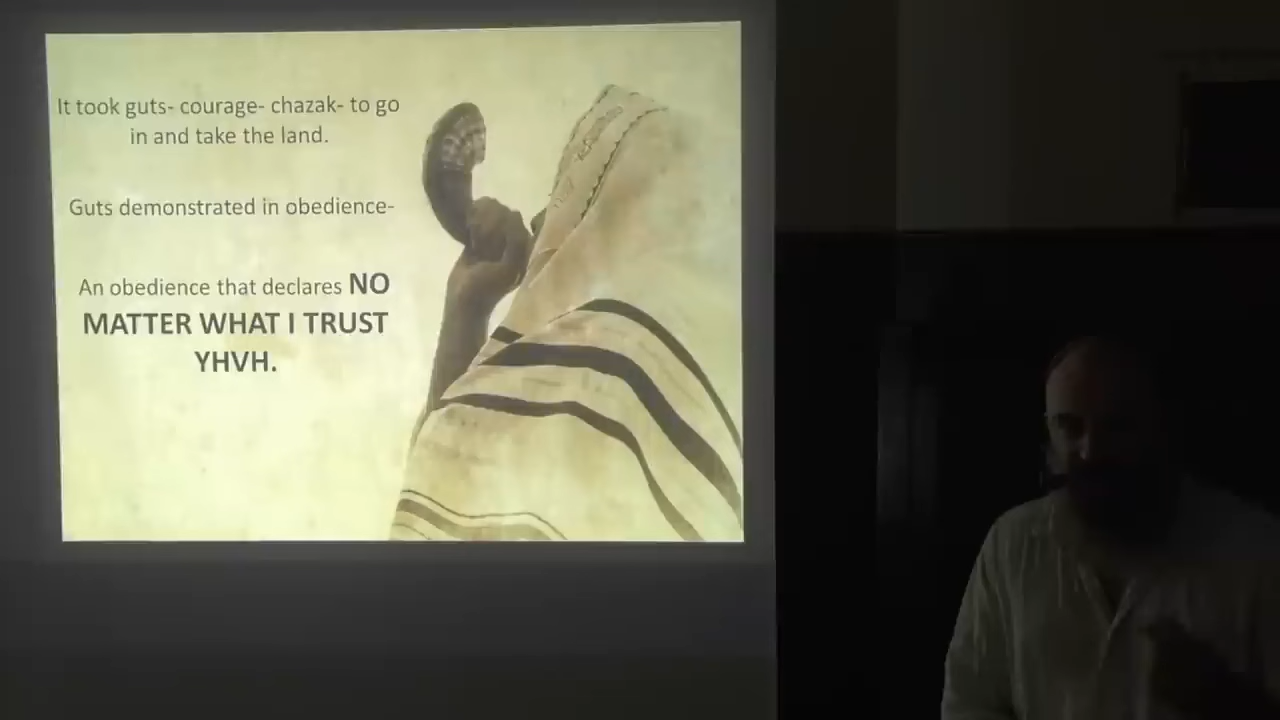 It took guts- courage- chazak- to go
in and take the land.
Guts demonstrated in obedience-
An obedience that declares NO
MATTER WHAT I TRUST
YHVH.